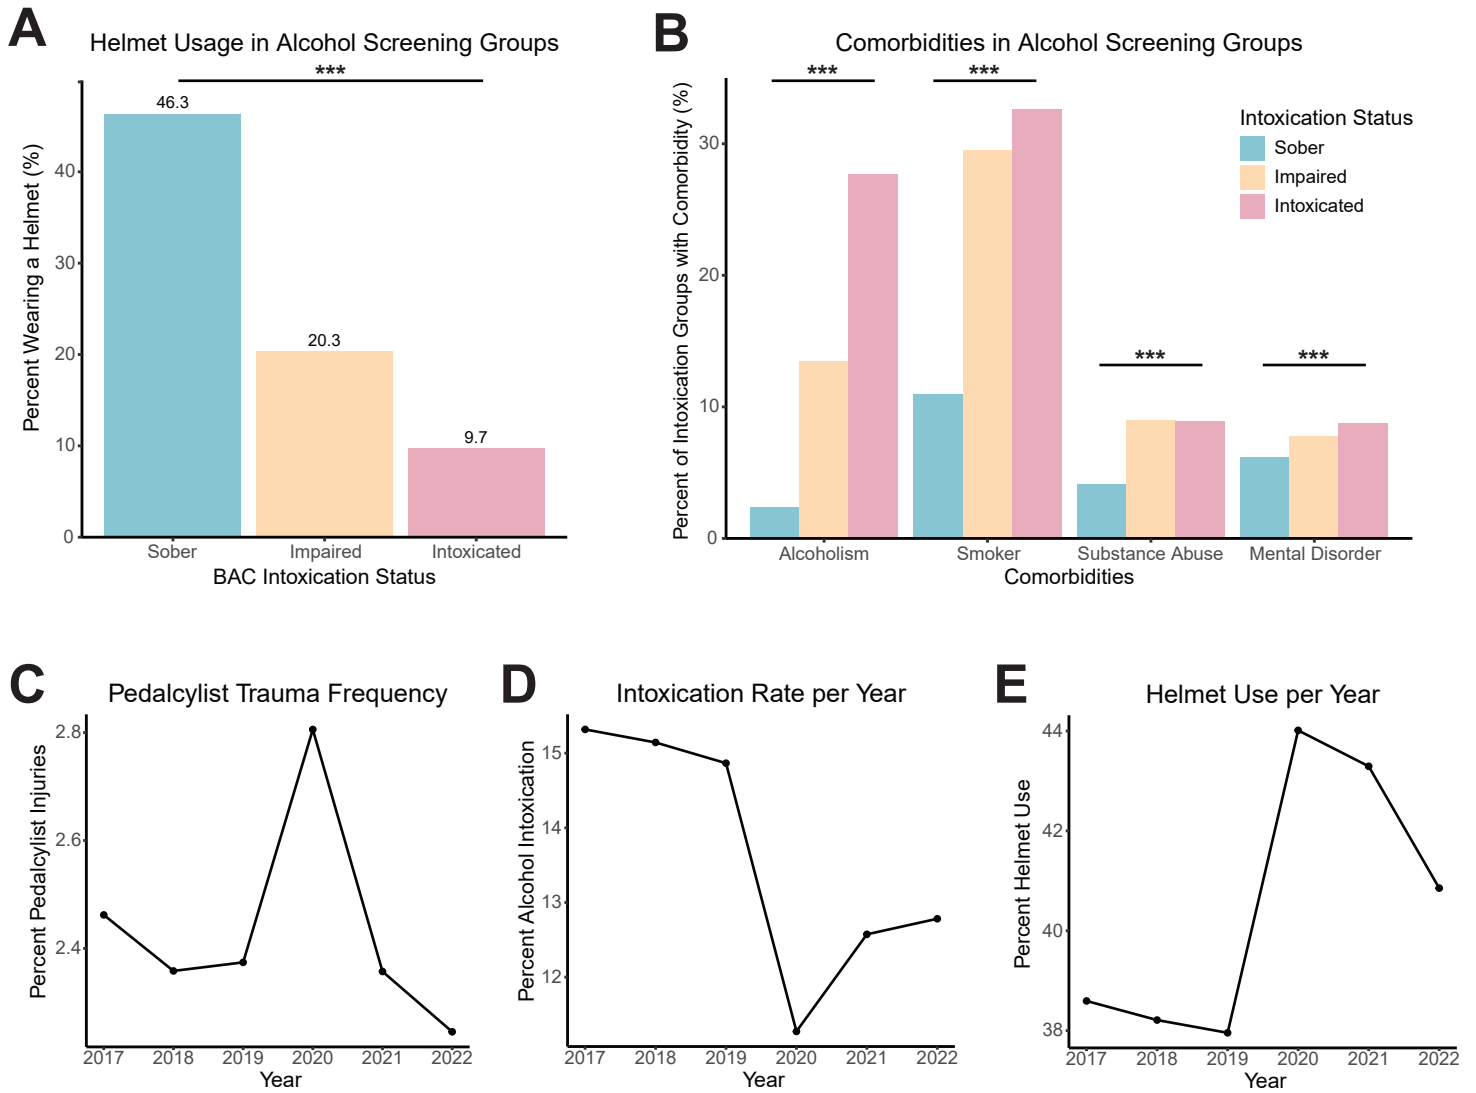 A
Helmet Usage in Alcohol Screening Groups
***
46.3
20.3
9.7
Percent Wearing a Helmet (%)
40
30
20
10
0
Sober Impaired Intoxicated
BAC Intoxication Status
B
Comorbidities in Alcohol Screening Groups
***
***
***
***
Percent of Intoxication Groups with Comorbidity (%)
30
20
10
0
Alcoholism Smoker Substance Abuse Mental Disorder
Comorbidities
Intoxication Status
Sober
Impaired
Intoxicated
C
Pedalcylist Trauma Frequency
Percent Pedalcylist Injuries
2.8
2.6
2.4
2017 2018 2019 2020 2021 2022
Year
D
Intoxication Rate per Year
Percent Alcohol Intoxication
15
14
13
12
2017 2018 2019 2020 2021 2022
Year
E
Helmet Use per Year
Percent Helmet Use
44
42
40
38
2017 2018 2019 2020 2021 2022
Year